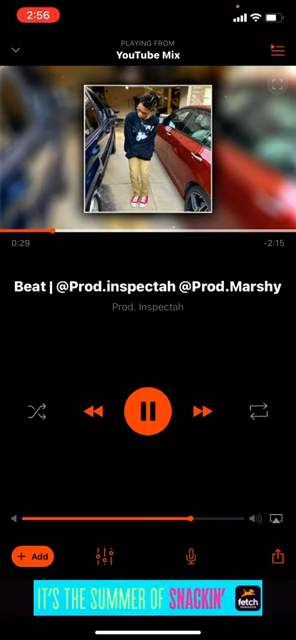 2:56
PLAYING FROM
YouTube Mix
0:29
-2:15
Beat | @Prod.inspectah @Prod.Marshy
Prod. Inspectah
+ Add
IT'S THE SUMMER OF SNACKIN'
fetch